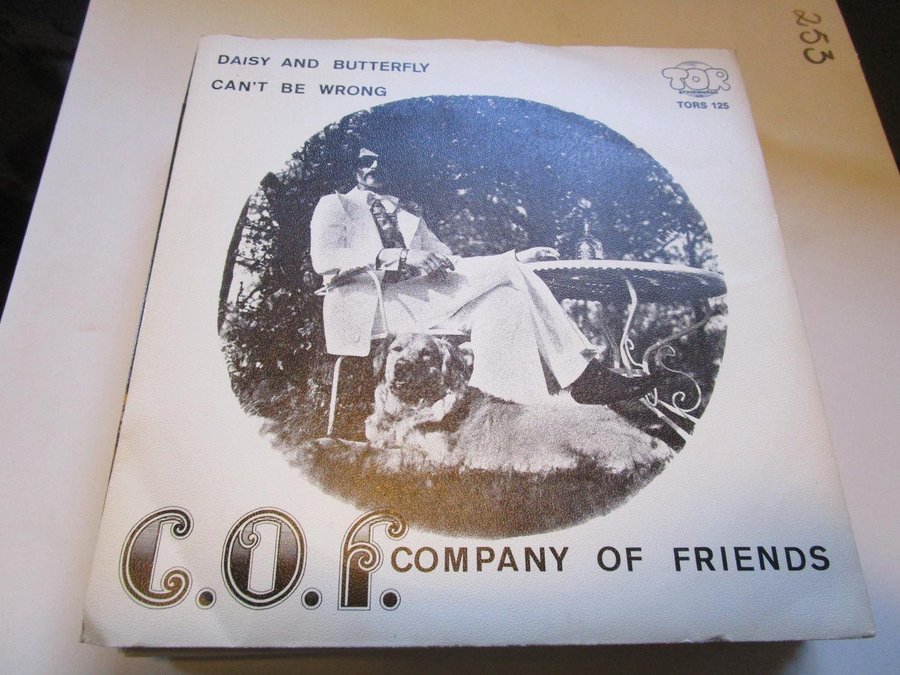 DAISY AND BUTTERFLY
CAN'T BE WRONG
TOR
TORS 125
253
C.O.f.
COMPANY OF FRIENDS